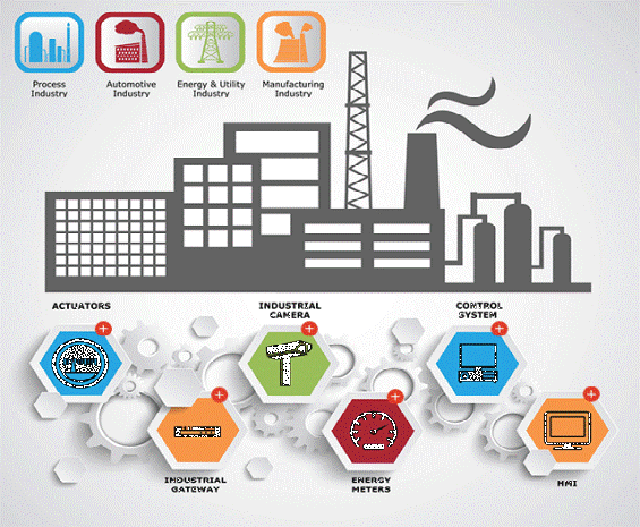 Process
Industry
Automotive
Industry
Energy & Utility
Industry
Manufacturing
Industry
ACTUATORS
INDUSTRIAL
CAMERA
CONTROL
SYSTEM
INDUSTRIAL
GATEWAY
ENERGY
METERS
HMI